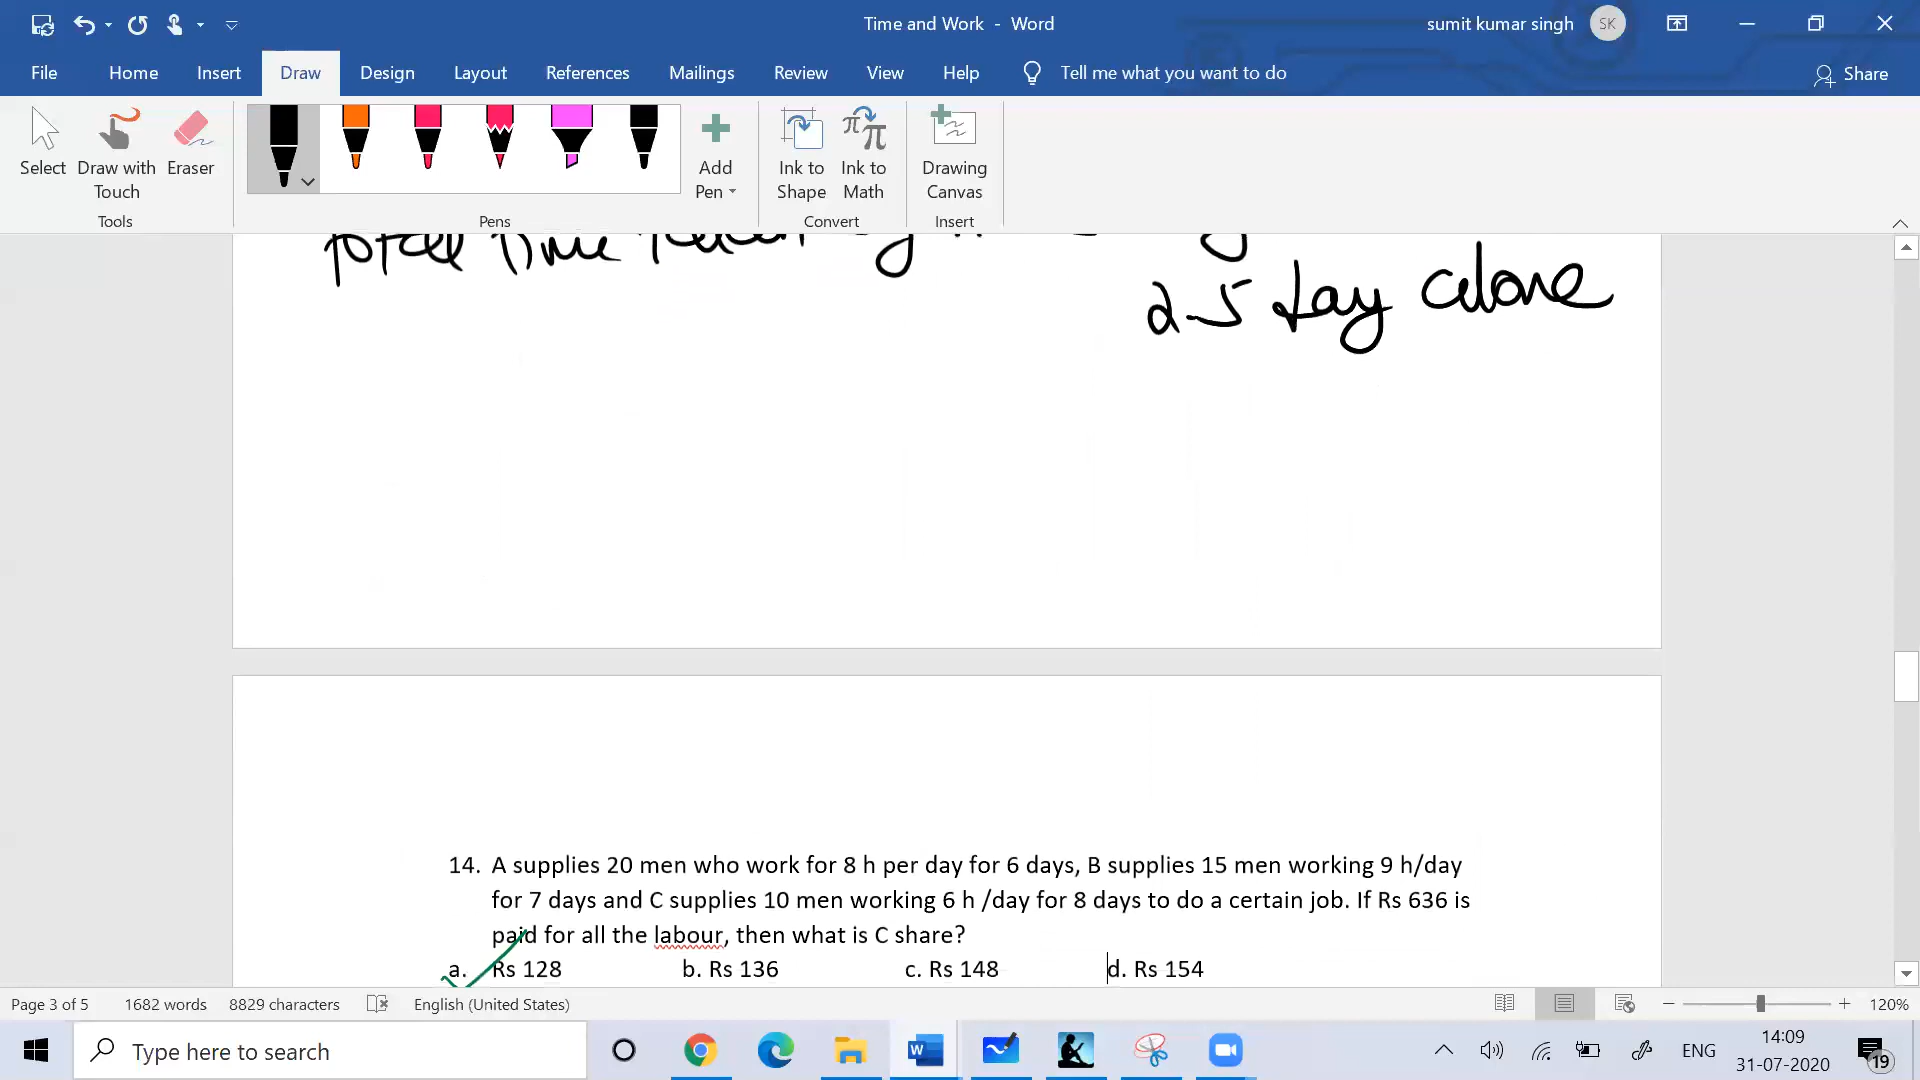 Time and Work - Word
sumit kumar singh
SK
File Home Insert Draw Design Layout References Mailings Review View Help Tell me what you want to do Share
Select Draw with Touch Eraser Add Pen Ink to Shape Ink to Math Drawing Canvas
Tools Pens Convert Insert
total time
2.5 day alone
14. A supplies 20 men who work for 8 h per day for 6 days, B supplies 15 men working 9 h/day
for 7 days and C supplies 10 men working 6 h /day for 8 days to do a certain job. If Rs 636 is
paid for all the labour, then what is C share?
a. Rs 128 b. Rs 136 c. Rs 148 d. Rs 154
Page 3 of 5 1682 words 8829 characters English (United States) 120%
Type here to search
ENG
14:09
31-07-2020
19